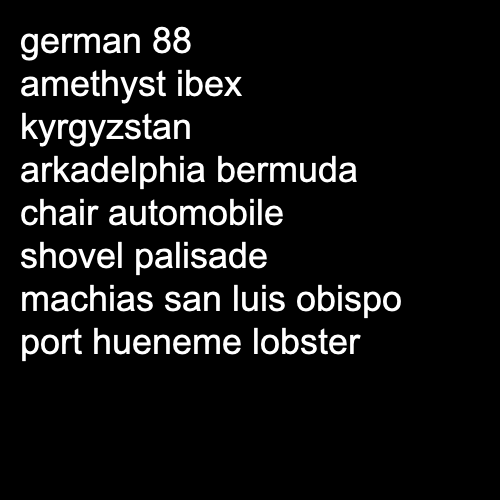 german 88
amethyst ibex
kyrgyzstan
arkadelphia bermuda
chair automobile
shovel palisade
machias san luis obispo
port hueneme lobster